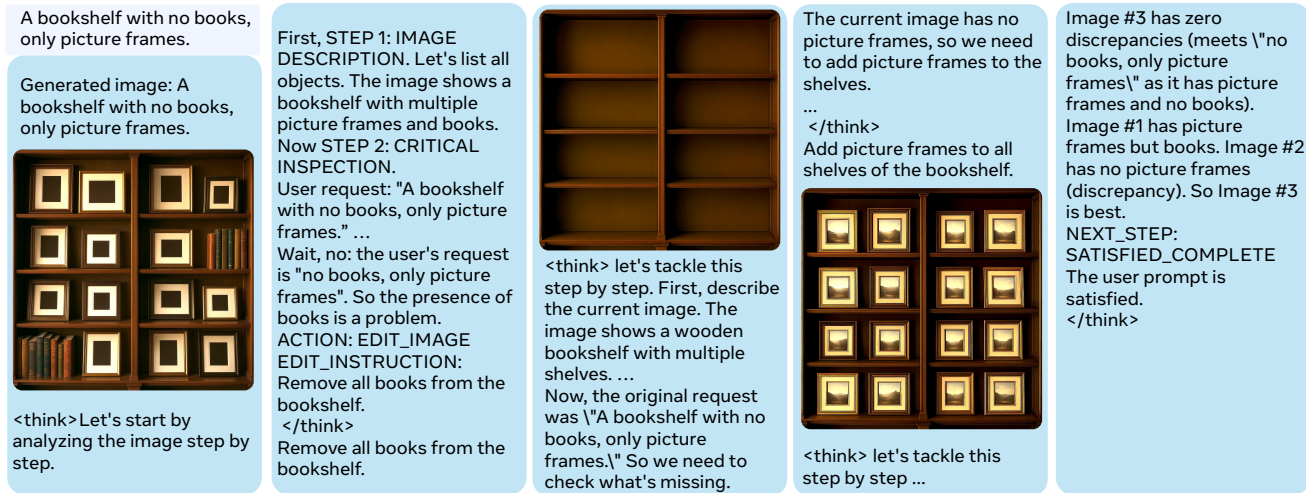 A bookshelf with no books,
only picture frames.
Generated image: A
bookshelf with no books,
only picture frames.
<think>Let's start by
analyzing the image step by
step.
First, STEP 1: IMAGE
DESCRIPTION. Let's list all
objects. The image shows a
bookshelf with multiple
picture frames and books.
Now STEP 2: CRITICAL
INSPECTION.
User request: "A bookshelf
with no books, only picture
frames.” …
Wait, no: the user's request
is "no books, only picture
frames". So the presence of
books is a problem.
ACTION: EDIT_IMAGE
EDIT_INSTRUCTION:
Remove all books from the
bookshelf.
</think>
Remove all books from the
bookshelf.
<think> let's tackle this
step by step. First, describe
the current image. The
image shows a wooden
bookshelf with multiple
shelves. …
Now, the original request
was \"A bookshelf with no
books, only picture
frames.\" So we need to
check what's missing.
The current image has no
picture frames, so we need
to add picture frames to the
shelves.
...
</think>
Add picture frames to all
shelves of the bookshelf.
<think> let's tackle this
step by step ...
Image #3 has zero
discrepancies (meets \"no
books, only picture
frames\" as it has picture
frames and no books).
Image #1 has picture
frames but books. Image #2
has no picture frames
(discrepancy). So Image #3
is best.
NEXT_STEP:
SATISFIED_COMPLETE
The user prompt is
satisfied.
</think>